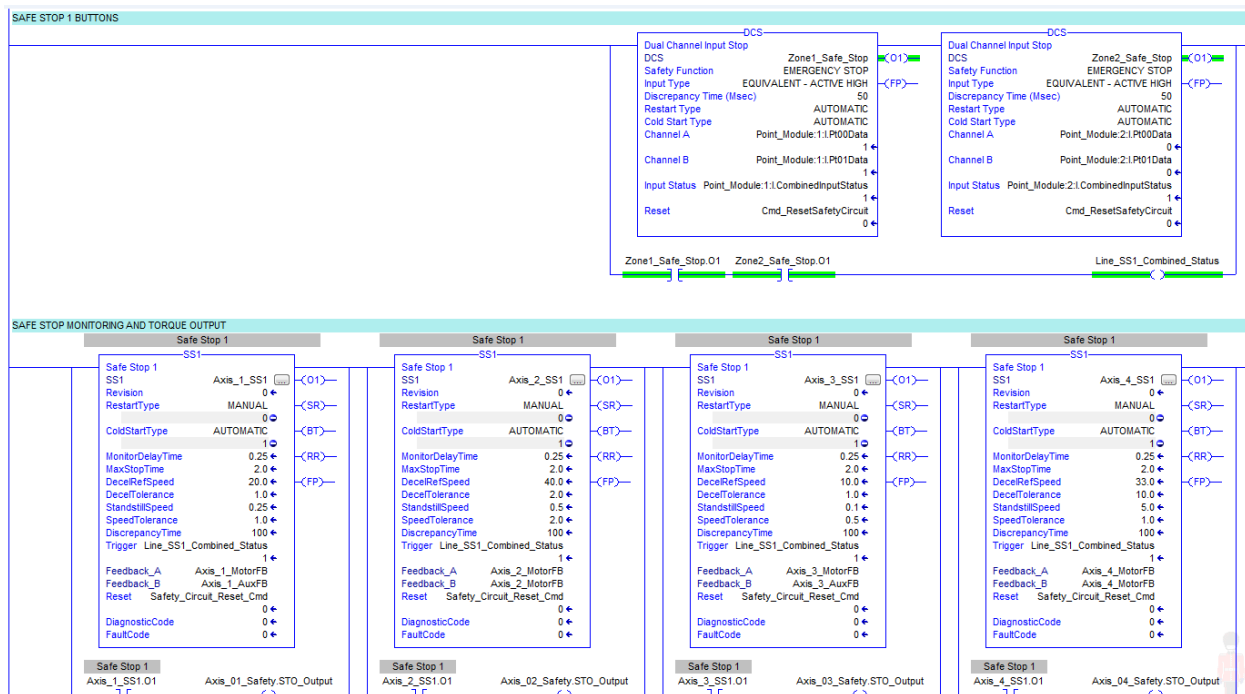 SAFE STOP 1 BUTTONS
DCS
Dual Channel Input Stop
DCS Zone1_Safe_Stop (O1)
Safety Function EMERGENCY STOP
Input Type EQUIVALENT - ACTIVE HIGH (FP)
Discrepancy Time (Msec) 50
Restart Type AUTOMATIC
Cold Start Type AUTOMATIC
Channel A Point_Module:1:I.Pt00Data
1
Channel B Point_Module:1:I.Pt01Data
1
Input Status Point_Module:1:I.CombinedInputStatus
1
Reset Cmd_ResetSafetyCircuit
0
DCS
Dual Channel Input Stop
DCS Zone2_Safe_Stop (O1)
Safety Function EMERGENCY STOP
Input Type EQUIVALENT - ACTIVE HIGH (FP)
Discrepancy Time (Msec) 50
Restart Type AUTOMATIC
Cold Start Type AUTOMATIC
Channel A Point_Module:2:I.Pt00Data
0
Channel B Point_Module:2:I.Pt01Data
0
Input Status Point_Module:2:I.CombinedInputStatus
1
Reset Cmd_ResetSafetyCircuit
0
Zone1_Safe_Stop.O1 Zone2_Safe_Stop.O1 Line_SS1_Combined_Status
SAFE STOP MONITORING AND TORQUE OUTPUT
Safe Stop 1
SS1
Safe Stop 1
SS1 Axis_1_SS1 ... (O1)
Revision 0
RestartType MANUAL (SR)
0
ColdStartType AUTOMATIC (BT)
1
MonitorDelayTime 0.25 (RR)
MaxStopTime 2.0
DecelRefSpeed 20.0 (FP)
DecelTolerance 1.0
StandstillSpeed 0.25
SpeedTolerance 1.0
DiscrepancyTime 100
Trigger Line_SS1_Combined_Status
1
Feedback_A Axis_1_MotorFB
Feedback_B Axis_1_AuxFB
Reset Safety_Circuit_Reset_Cmd
0
DiagnosticCode 0
FaultCode 0
Safe Stop 1
Axis_1_SS1.O1 Axis_01_Safety.STO_Output
Safe Stop 1
SS1
Safe Stop 1
SS1 Axis_2_SS1 ... (O1)
Revision 0
RestartType MANUAL (SR)
0
ColdStartType AUTOMATIC (BT)
1
MonitorDelayTime 0.25 (RR)
MaxStopTime 2.0
DecelRefSpeed 40.0 (FP)
DecelTolerance 2.0
StandstillSpeed 0.5
SpeedTolerance 2.0
DiscrepancyTime 100
Trigger Line_SS1_Combined_Status
1
Feedback_A Axis_2_MotorFB
Feedback_B Axis_2_MotorFB
Reset Safety_Circuit_Reset_Cmd
0
DiagnosticCode 0
FaultCode 0
Safe Stop 1
Axis_2_SS1.O1 Axis_02_Safety.STO_Output
Safe Stop 1
SS1
Safe Stop 1
SS1 Axis_3_SS1 ... (O1)
Revision 0
RestartType MANUAL (SR)
0
ColdStartType AUTOMATIC (BT)
1
MonitorDelayTime 0.25 (RR)
MaxStopTime 2.0
DecelRefSpeed 10.0 (FP)
DecelTolerance 1.0
StandstillSpeed 0.1
SpeedTolerance 0.5
DiscrepancyTime 100
Trigger Line_SS1_Combined_Status
1
Feedback_A Axis_3_MotorFB
Feedback_B Axis_3_AuxFB
Reset Safety_Circuit_Reset_Cmd
0
DiagnosticCode 0
FaultCode 0
Safe Stop 1
Axis_3_SS1.O1 Axis_03_Safety.STO_Output
Safe Stop 1
SS1
Safe Stop 1
SS1 Axis_4_SS1 ... (O1)
Revision 0
RestartType MANUAL (SR)
0
ColdStartType AUTOMATIC (BT)
1
MonitorDelayTime 0.25 (RR)
MaxStopTime 2.0
DecelRefSpeed 33.0 (FP)
DecelTolerance 10.0
StandstillSpeed 5.0
SpeedTolerance 1.0
DiscrepancyTime 100
Trigger Line_SS1_Combined_Status
1
Feedback_A Axis_4_MotorFB
Feedback_B Axis_4_MotorFB
Reset Safety_Circuit_Reset_Cmd
0
DiagnosticCode 0
FaultCode 0
Safe Stop 1
Axis_4_SS1.O1 Axis_04_Safety.STO_Output